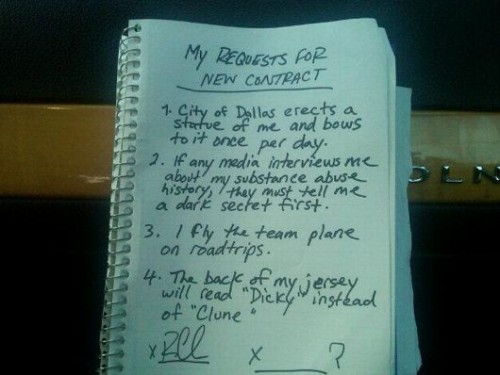 My REQUESTS FOR
NEW CONTRACT
1. City of Dallas erects a
statue of me and bows
to it once per day.
2. If any media interviews me
about my substance abuse
history, they must tell me
a dark secret first.
3. I fly the team plane
on roadtrips.
4. The back of my jersey
will read "Dicky" instead
of "Clune"
x RCl x ?
OLN